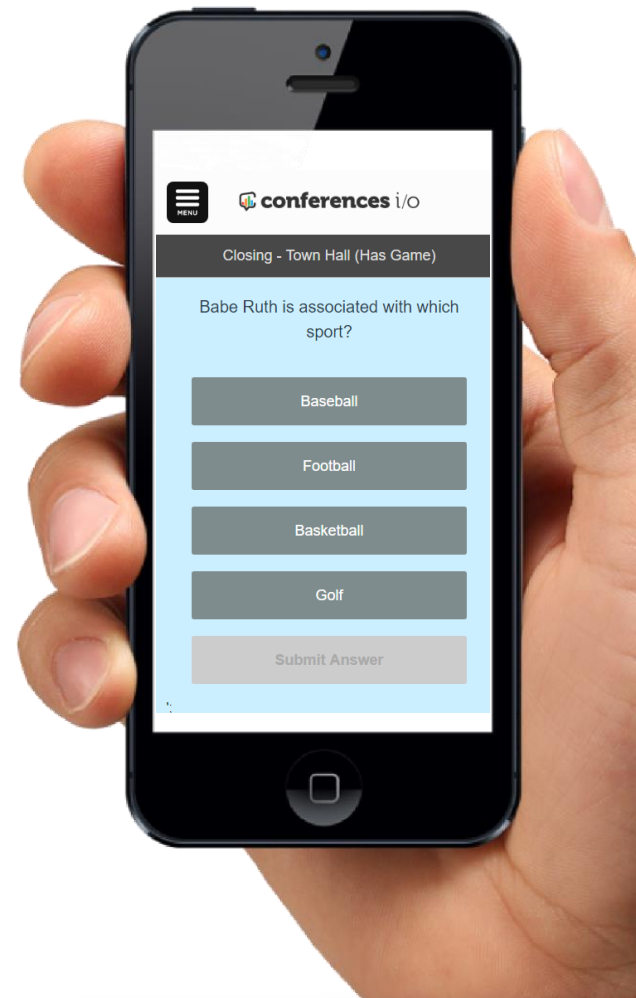 MENU
conferences i/o
Closing - Town Hall (Has Game)
Babe Ruth is associated with which
sport?
Baseball
Football
Basketball
Golf
Submit Answer
';